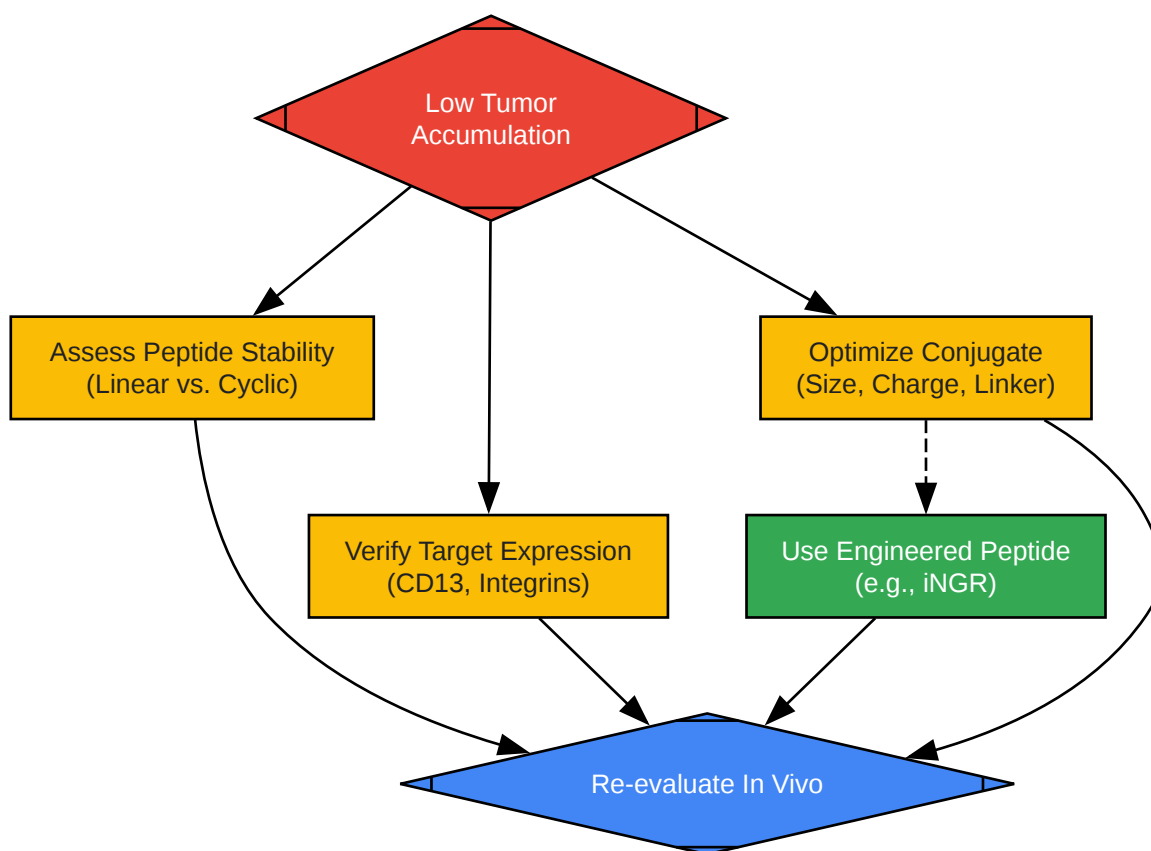 Low Tumor
Accumulation
Assess Peptide Stability
(Linear vs. Cyclic)
Optimize Conjugate
(Size, Charge, Linker)
Verify Target Expression
(CD13, Integrins)
Use Engineered Peptide
(e.g., iNGR)
Re-evaluate In Vivo